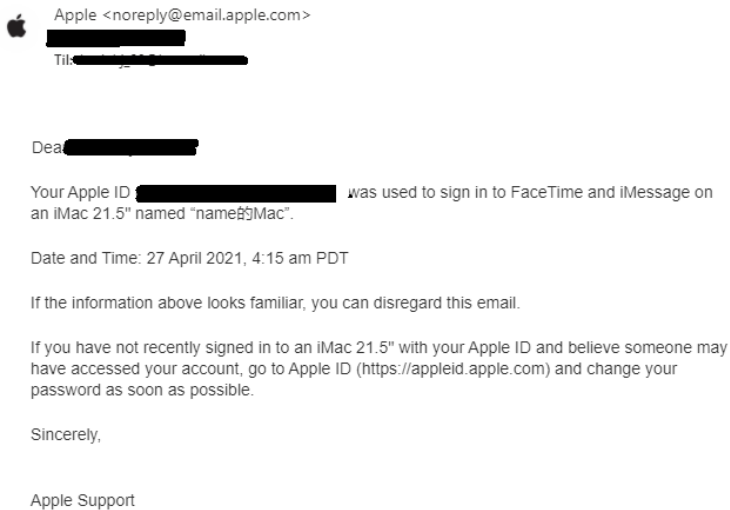 Apple <noreply@email.apple.com>
Til:
Dea
Your Apple ID was used to sign in to FaceTime and iMessage on
an iMac 21.5" named “name的Mac”.
Date and Time: 27 April 2021, 4:15 am PDT
If the information above looks familiar, you can disregard this email.
If you have not recently signed in to an iMac 21.5" with your Apple ID and believe someone may
have accessed your account, go to Apple ID (https://appleid.apple.com) and change your
password as soon as possible.
Sincerely,
Apple Support